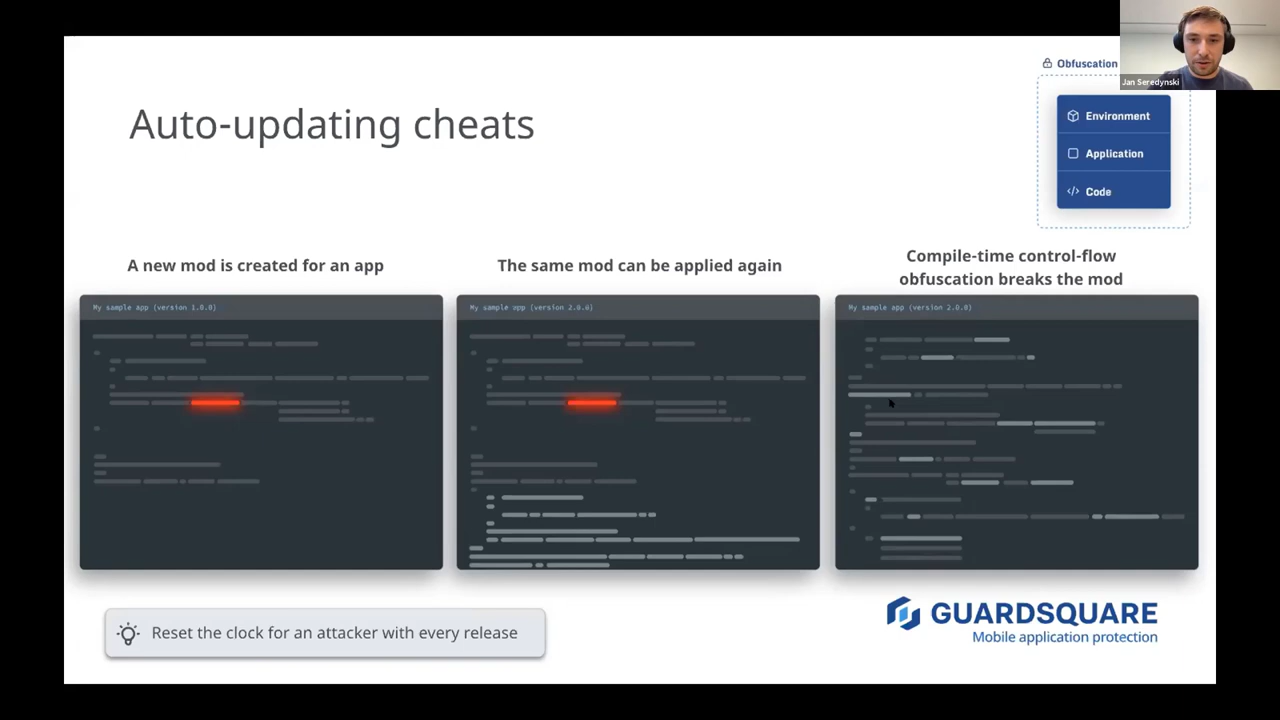 Jan Seredynski
Obfuscation
Environment
Application
</> Code
Auto-updating cheats
A new mod is created for an app
The same mod can be applied again
Compile-time control-flow
obfuscation breaks the mod
My sample app (version 1.0.0)
My sample app (version 2.0.0)
My sample app (version 2.0.0)
Reset the clock for an attacker with every release
GUARDSQUARE
Mobile application protection